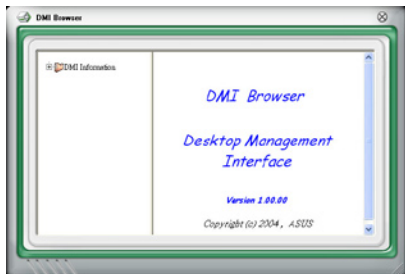 DMI Browser
DMI Information
DMI Browser
Desktop Management
Interface
Version 1.00.00
Copyright (c) 2004, ASUS